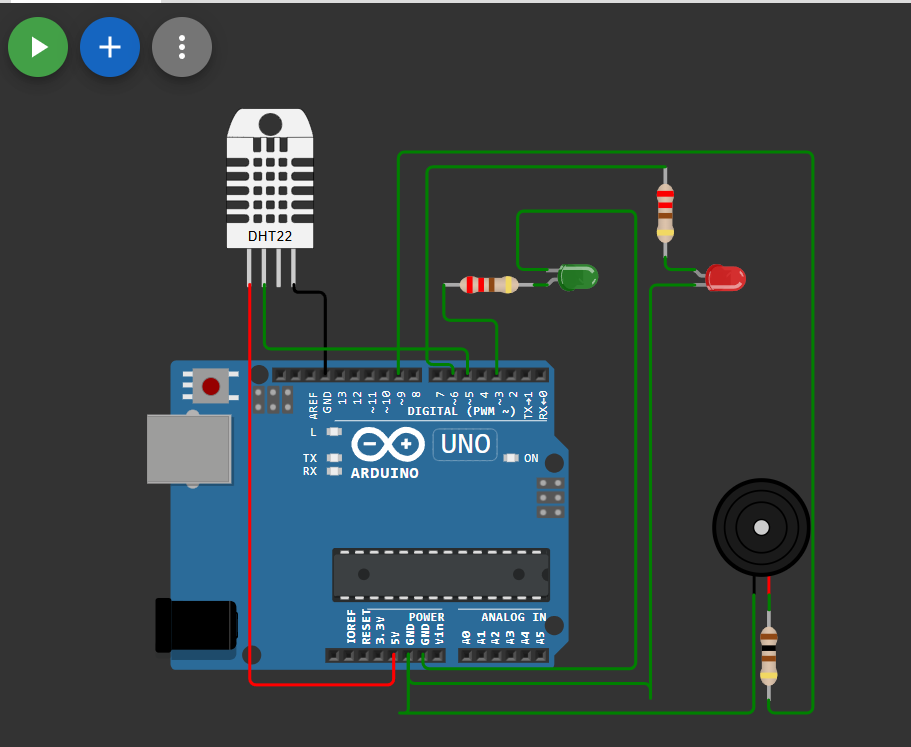 DHT22
AREF
GND
13
12
~11
~10
~9
8
7
~6
~5
4
~3
2
TX→1
RX←0
DIGITAL (PWM ~)
L
TX
RX
ARDUINO
UNO
ON
IOREF
RESET
3.3V
5V
GND
GND
Vin
POWER
ANALOG IN
A0
A1
A2
A3
A4
A5